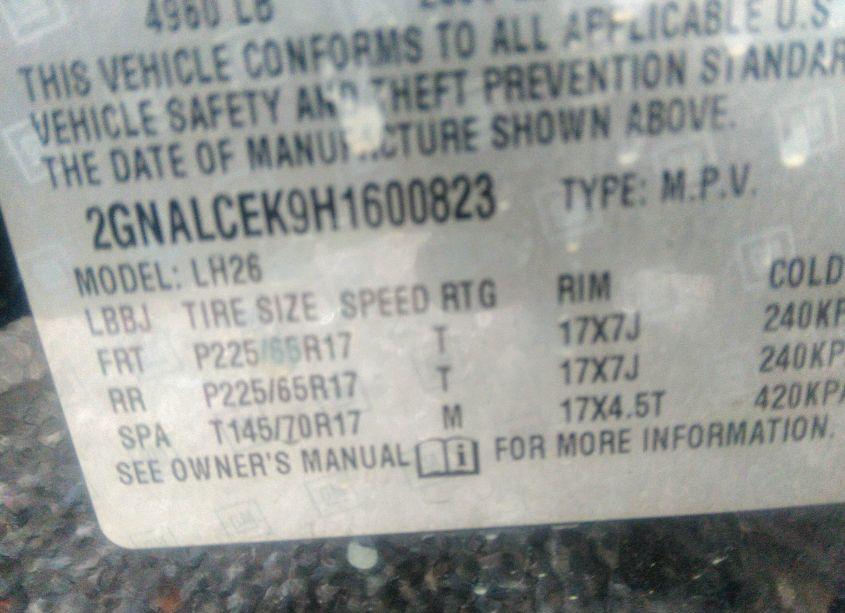 4960 LB
THIS VEHICLE CONFORMS TO ALL APPLICABLE U.S.
VEHICLE SAFETY AND THEFT PREVENTION STANDAR
THE DATE OF MANUFACTURE SHOWN ABOVE.
2GNALCEK9H1600823 TYPE: M.P.V.
MODEL: LH26
LBBJ TIRE SIZE SPEED RTG RIM COLD
FRT P225/65R17 T 17X7J 240KP
RR P225/65R17 T 17X7J 240KP
SPA T145/70R17 M 17X4.5T 420KPA
SEE OWNER'S MANUAL i FOR MORE INFORMATION.